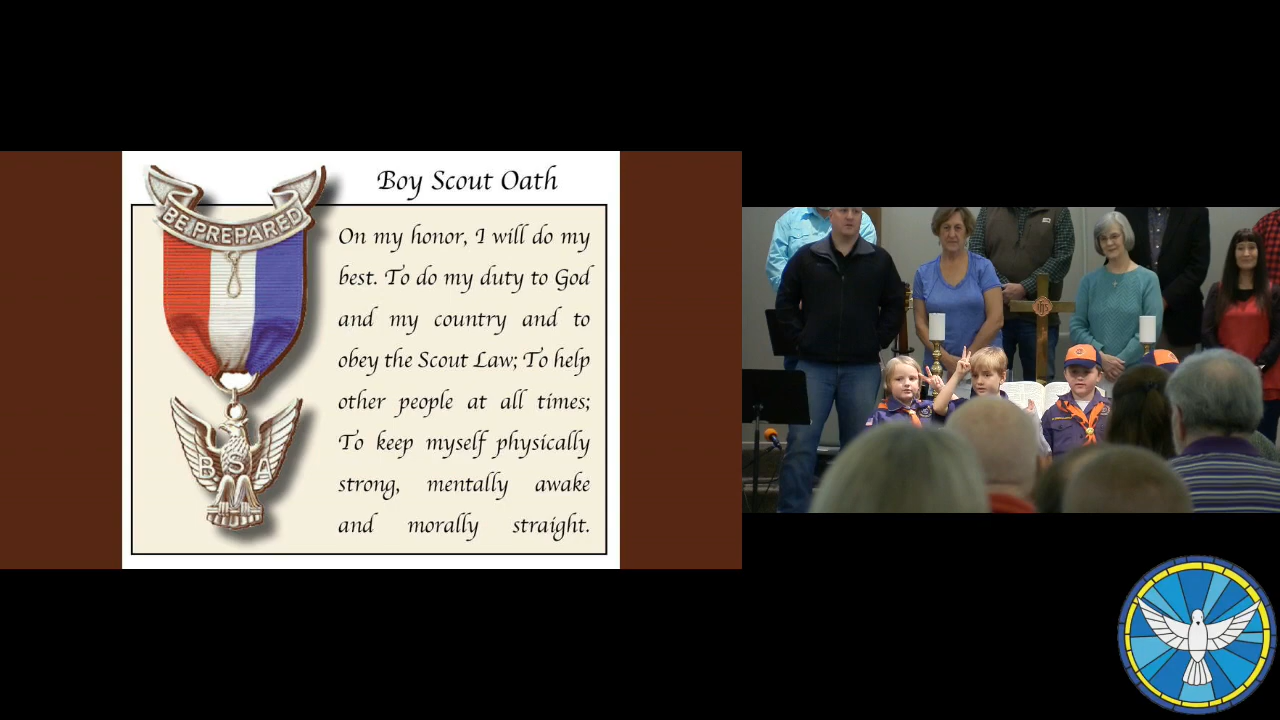 Boy Scout Oath
BE PREPARED
On my honor, I will do my
best. To do my duty to God
and my country and to
obey the Scout Law; To help
other people at all times;
To keep myself physically
strong, mentally awake
and morally straight.
BSA